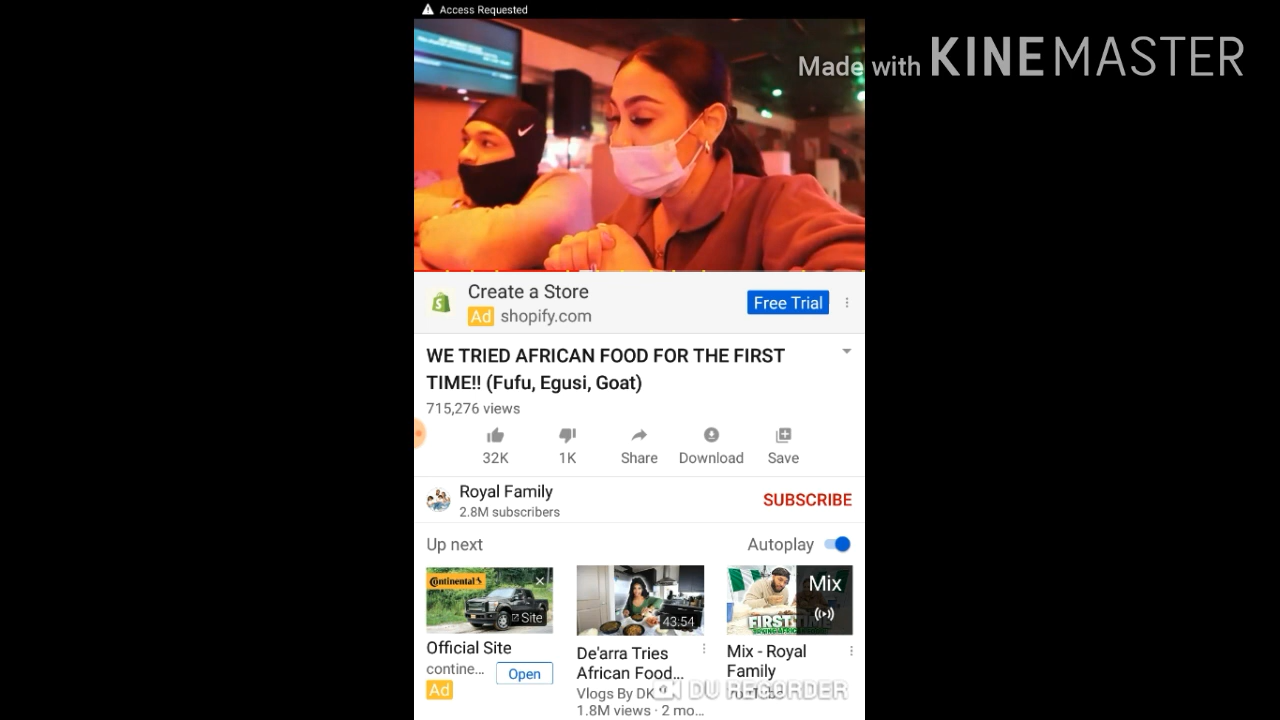 Access Requested
Made with KINEMASTER
Create a Store
Free Trial
Ad shopify.com
WE TRIED AFRICAN FOOD FOR THE FIRST
TIME!! (Fufu, Egusi, Goat)
715,276 views
32K
1K
Share
Download
Save
Royal Family
2.8M subscribers
SUBSCRIBE
Up next
Autoplay
Continental
Site
43:54
Mix
FIRST TIME
Official Site
contine...
Open
Ad
De'arra Tries
African Food...
Vlogs By DK
1.8M views · 2 mo...
Mix - Royal
Family
YouTube
DU RECORDER